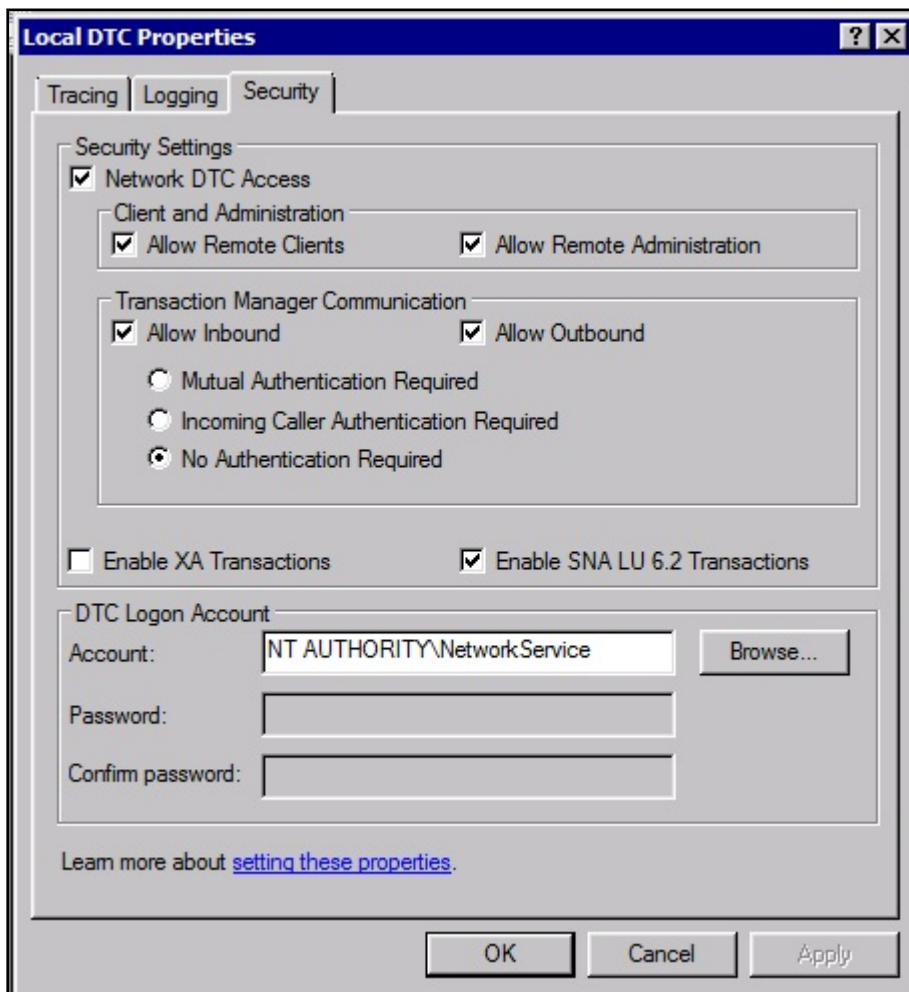 Local DTC Properties
Tracing Logging Security
Security Settings
Network DTC Access
Client and Administration
Allow Remote Clients Allow Remote Administration
Transaction Manager Communication
Allow Inbound Allow Outbound
Mutual Authentication Required
Incoming Caller Authentication Required
No Authentication Required
Enable XA Transactions Enable SNA LU 6.2 Transactions
DTC Logon Account
Account: NT AUTHORITY\NetworkService Browse...
Password:
Confirm password:
Learn more about setting these properties.
OK Cancel Apply